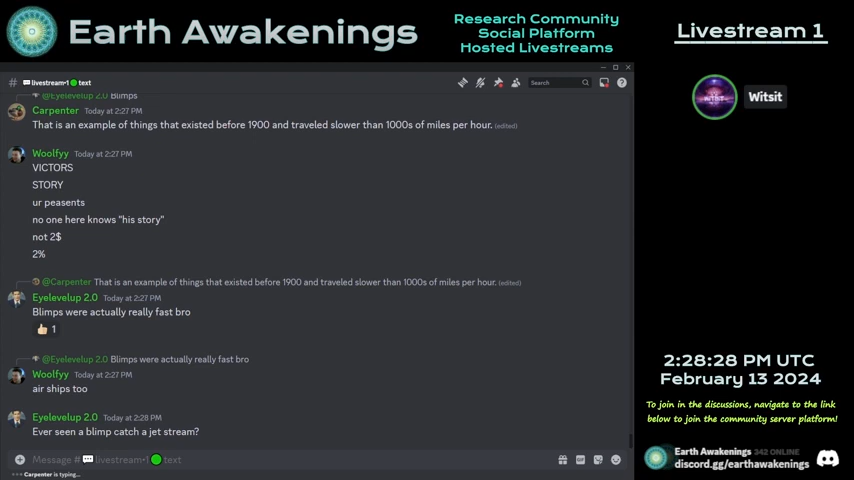 Earth Awakenings
Research Community
Social Platform
Hosted Livestreams
Livestream 1
# livestream-1 text
Search
@Eyelevelup 2.0 Blimps
Carpenter Today at 2:27 PM
That is an example of things that existed before 1900 and traveled slower than 1000s of miles per hour. (edited)
Woolfyy Today at 2:27 PM
VICTORS
STORY
ur peasents
no one here knows "his story"
not 2$
2%
@Carpenter That is an example of things that existed before 1900 and traveled slower than 1000s of miles per hour. (edited)
Eyelevelup 2.0 Today at 2:27 PM
Blimps were actually really fast bro
1
@Eyelevelup 2.0 Blimps were actually really fast bro
Woolfyy Today at 2:27 PM
air ships too
Eyelevelup 2.0 Today at 2:28 PM
Ever seen a blimp catch a jet stream?
Message # livestream-1 text
GIF
Carpenter is typing...
WITSIT
Witsit
2:28:28 PM UTC
February 13 2024
To join in the discussions, navigate to the link
below to join the community server platform!
Earth Awakenings 342 ONLINE
discord.gg/earthawakenings